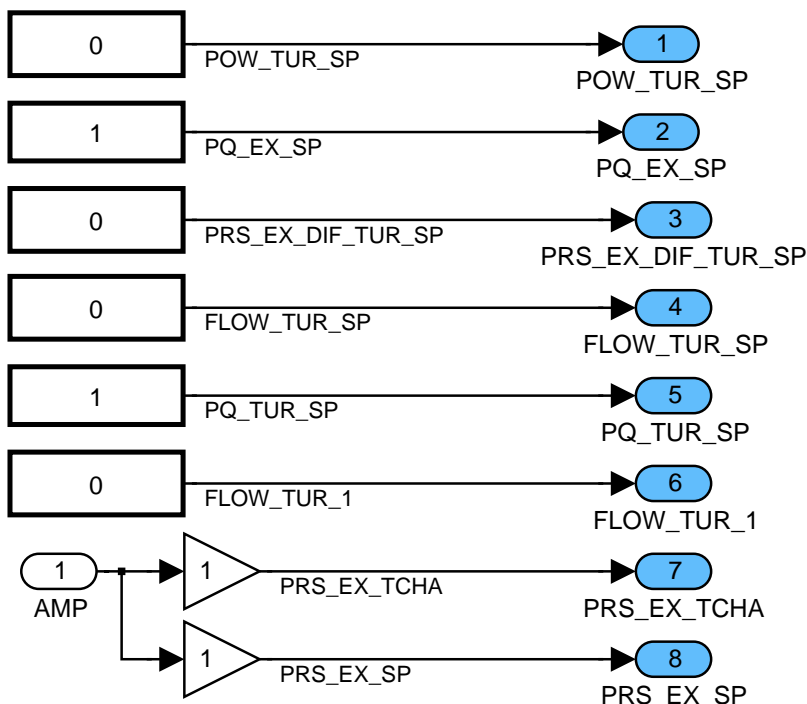 0
POW_TUR_SP
1
POW_TUR_SP
1
PQ_EX_SP
2
PQ_EX_SP
0
PRS_EX_DIF_TUR_SP
3
PRS_EX_DIF_TUR_SP
0
FLOW_TUR_SP
4
FLOW_TUR_SP
1
PQ_TUR_SP
5
PQ_TUR_SP
0
FLOW_TUR_1
6
FLOW_TUR_1
1
AMP
1
PRS_EX_TCHA
7
PRS_EX_TCHA
1
PRS_EX_SP
8
PRS_EX_SP